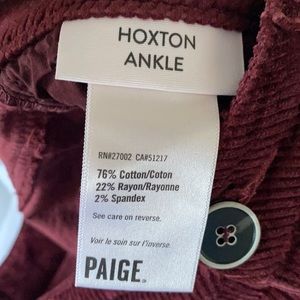 HOXTON
ANKLE
RN#27002 CA#51217
76% Cotton/Coton
22% Rayon/Rayonne
2% Spandex
See care on reverse.
Voir le soin sur l'inverse.
PAIGE